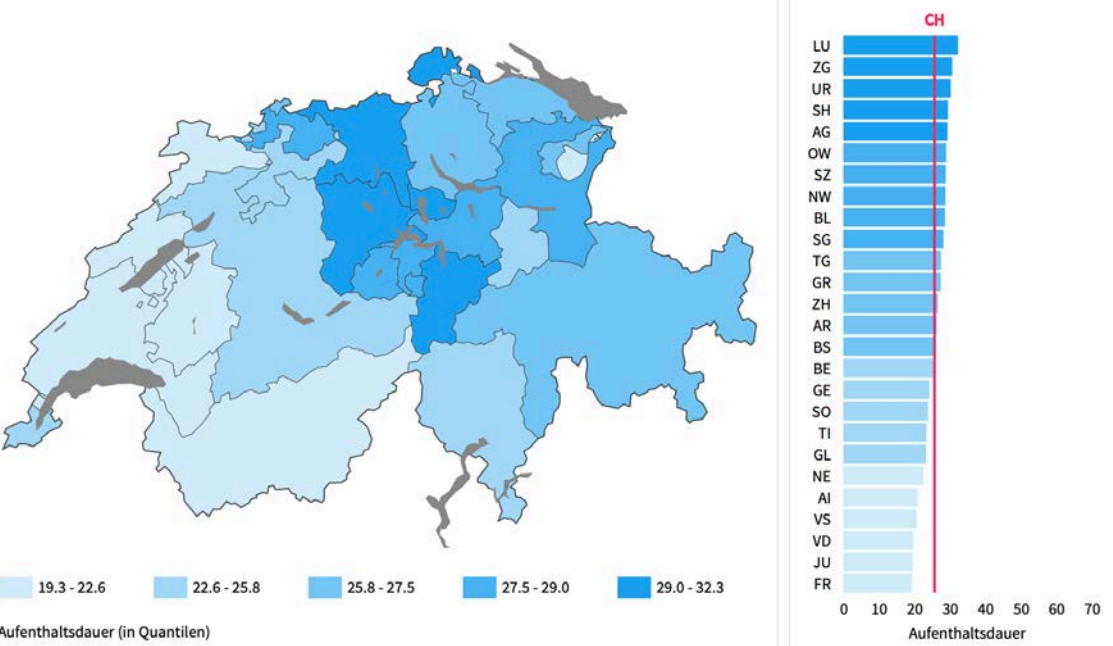 CH
LU
ZG
UR
SH
AG
OW
SZ
NW
BL
SG
TG
GR
ZH
AR
BS
BE
GE
SO
TI
GL
NE
AI
VS
VD
JU
FR
0 10 20 30 40 50 60 70
Aufenthaltsdauer
19.3 - 22.6 22.6 - 25.8 25.8 - 27.5 27.5 - 29.0 29.0 - 32.3
Aufenthaltsdauer (in Quantilen)